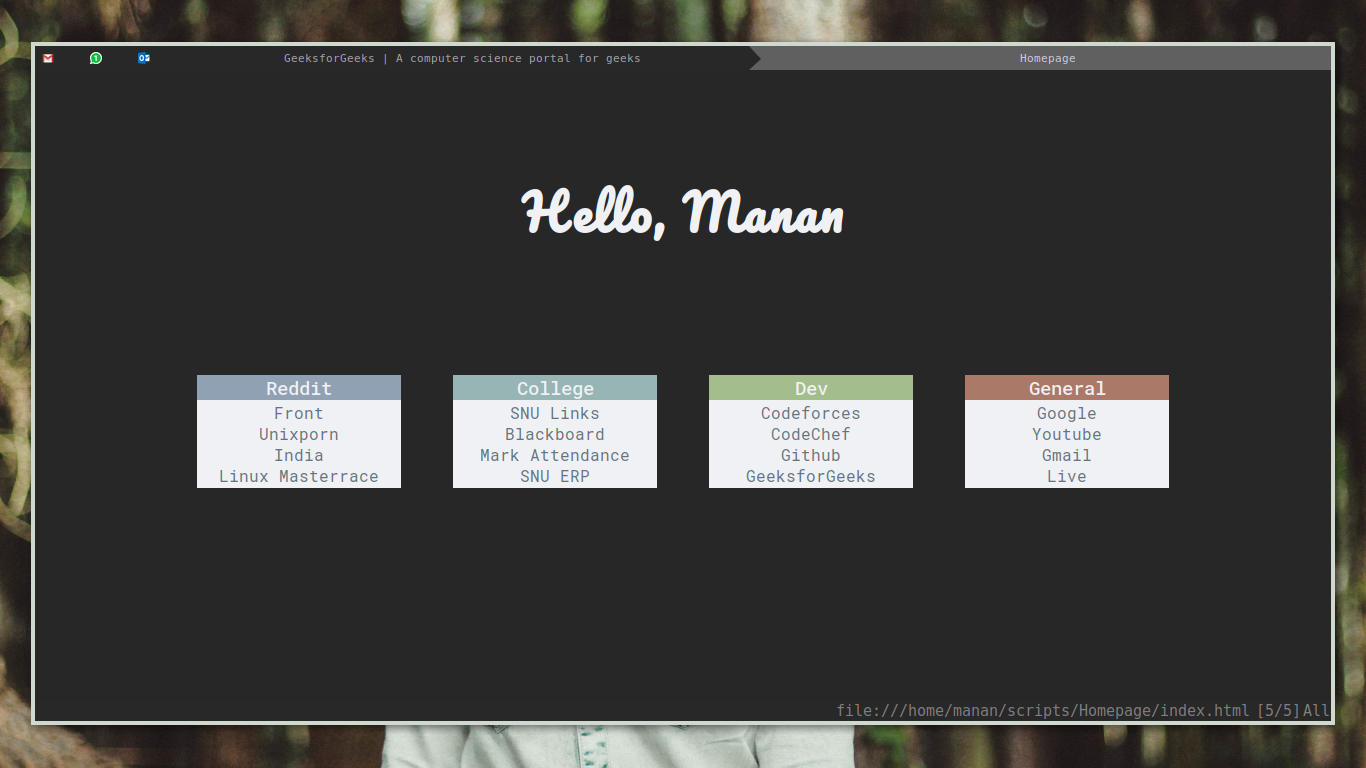 1
GeeksforGeeks | A computer science portal for geeks
Homepage
Hello, Manan
Reddit
Front
Unixporn
India
Linux Masterrace
College
SNU Links
Blackboard
Mark Attendance
SNU ERP
Dev
Codeforces
CodeChef
Github
GeeksforGeeks
General
Google
Youtube
Gmail
Live
file:///home/manan/scripts/Homepage/index.html [5/5] All